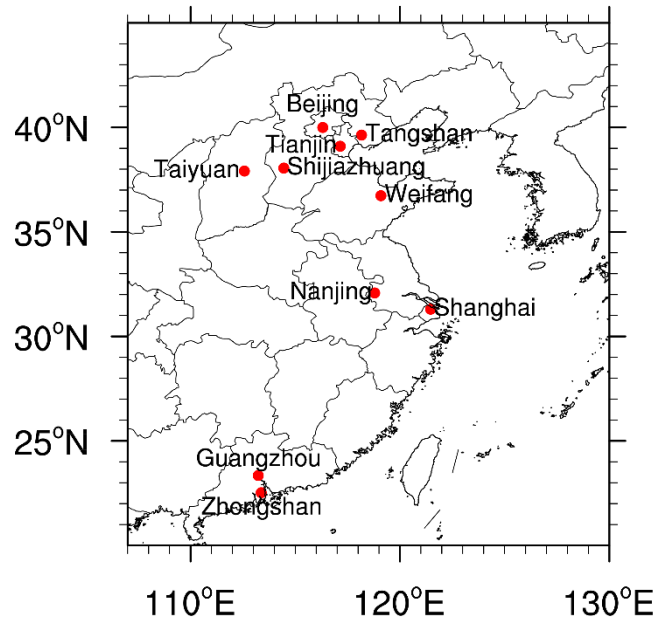 Beijing
40°N
Tangshan
Tianjin
Taiyuan
Shijiazhuang
Weifang
35°N
Nanjing
Shanghai
30°N
25°N
Guangzhou
Zhongshan
110°E
120°E
130°E